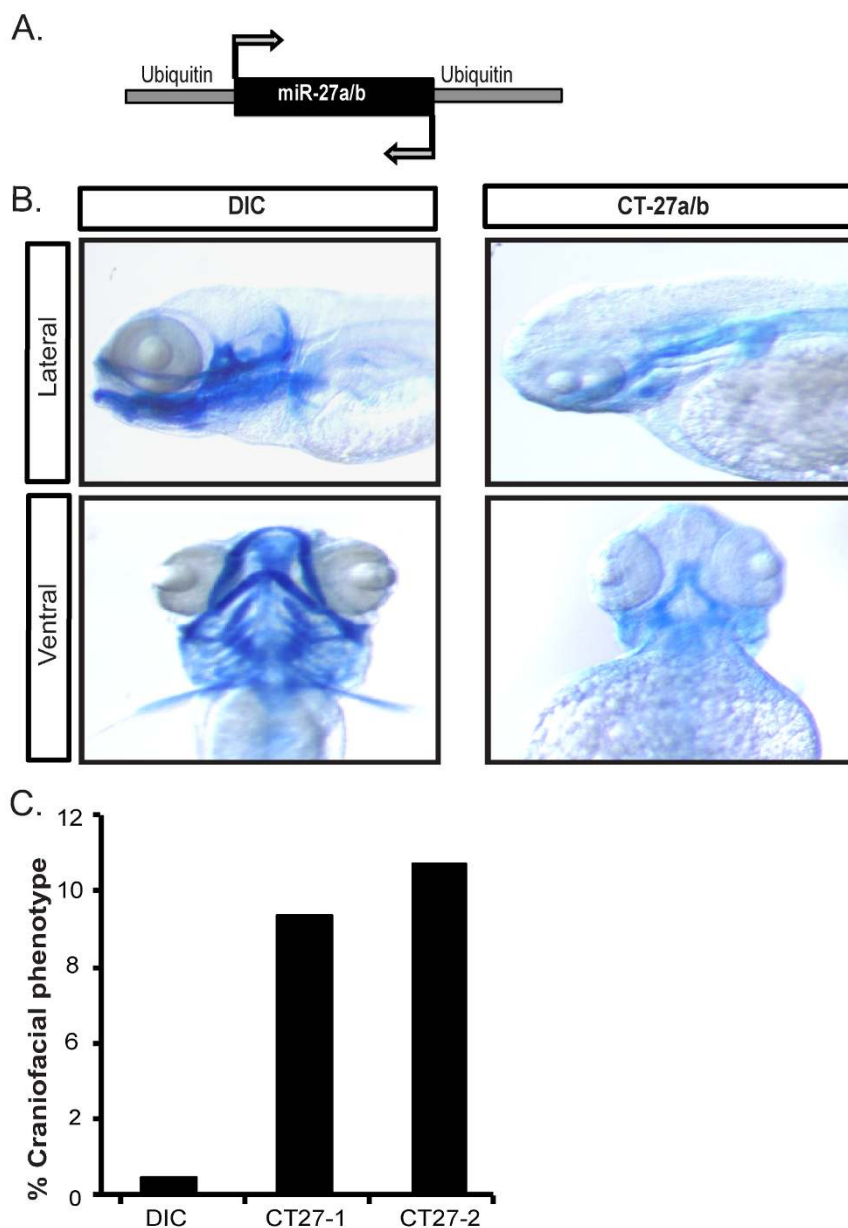 A.
Ubiquitin
miR-27a/b
Ubiquitin
B.
DIC
CT-27a/b
Lateral
Ventral
C.
% Craniofacial phenotype
12
10
8
6
2
0
DIC
CT27-1
CT27-2